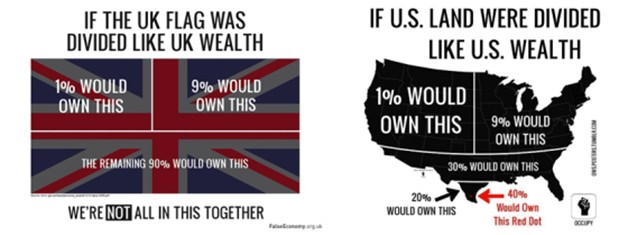 IF THE UK FLAG WAS
DIVIDED LIKE UK WEALTH
1% WOULD
OWN THIS
9% WOULD
OWN THIS
THE REMAINING 90% WOULD OWN THIS
WE'RE NOT ALL IN THIS TOGETHER
FalseEconomy.org.uk
IF U.S. LAND WERE DIVIDED
LIKE U.S. WEALTH
1% WOULD
OWN THIS
9% WOULD
OWN THIS
30% WOULD OWN THIS
20%
WOULD OWN THIS
40%
Would Own
This Red Dot
OWSPOSTERS.TUMBLR.COM
OCCUPY